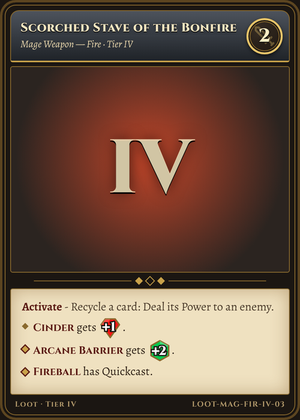 Scorched Stave of the Bonfire
2
Mage Weapon — Fire · Tier IV
IV
Activate - Recycle a card: Deal its Power to an enemy.
Cinder gets +1 .
Arcane Barrier gets +2 .
Fireball has Quickcast.
Loot · Tier IV
LOOT-MAG-FIR-IV-03